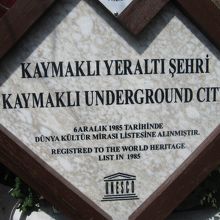 KAYMAKLI YERALTI ŞEHRİ
KAYMAKLI UNDERGROUND CIT
6 ARALIK 1985 TARİHİNDE
DÜNYA KÜLTÜR MİRASI LİSTESİNE ALINMIŞTIR.
REGISTRED TO THE WORLD HERITAGE
LIST IN 1985
UNESCO